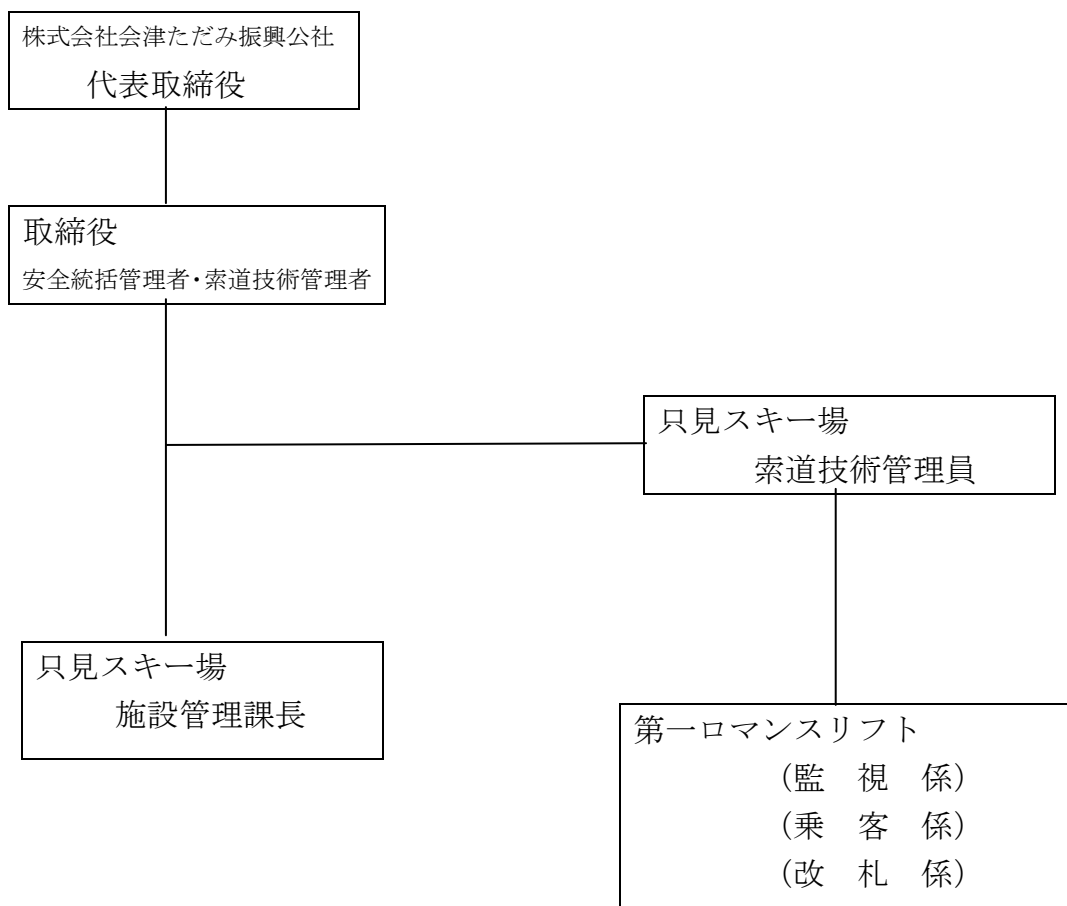 株式会社会津ただみ振興公社
代表取締役
取締役
安全統括管理者・索道技術管理者
只見スキー場
索道技術管理員
只見スキー場
施設管理課長
第一ロマンスリフト
（監　視　係）
（乗　客　係）
（改　札　係）